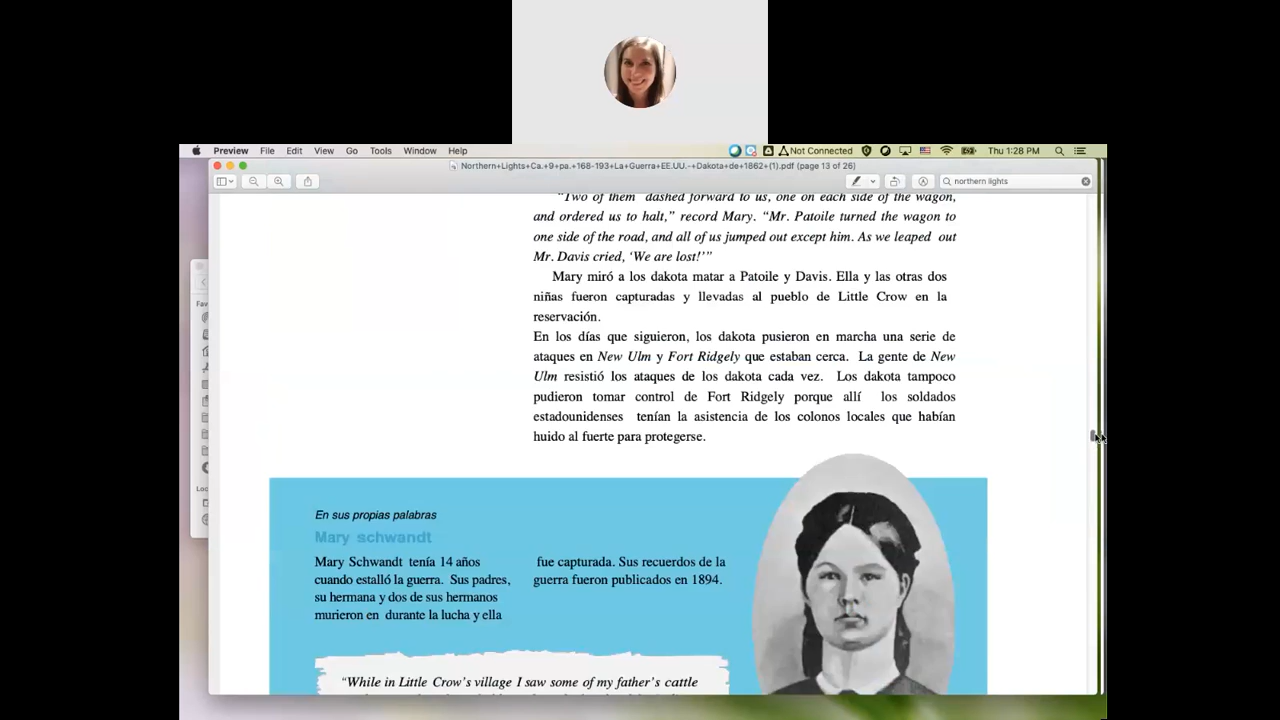 Preview File Edit View Go Tools Window Help Not Connected Thu 1:28 PM
Northern+Lights+Ca.+9+pa.+168-193+La+Guerra+EE.UU.-+Dakota+de+1862+(1).pdf (page 13 of 26)
northern lights
“Two of them dashed forward to us, one on each side of the wagon,
and ordered us to halt,” record Mary. “Mr. Patoile turned the wagon to
one side of the road, and all of us jumped out except him. As we leaped out
Mr. Davis cried, ‘We are lost!’”
Mary miró a los dakota matar a Patoile y Davis. Ella y las otras dos
niñas fueron capturadas y llevadas al pueblo de Little Crow en la
reservación.
En los días que siguieron, los dakota pusieron en marcha una serie de
ataques en New Ulm y Fort Ridgely que estaban cerca. La gente de New
Ulm resistió los ataques de los dakota cada vez. Los dakota tampoco
pudieron tomar control de Fort Ridgely porque allí los soldados
estadounidenses tenían la asistencia de los colonos locales que habían
huido al fuerte para protegerse.
Fav
Loc
En sus propias palabras
Mary schwandt
Mary Schwandt tenía 14 años
cuando estalló la guerra. Sus padres,
su hermana y dos de sus hermanos
murieron en durante la lucha y ella
fue capturada. Sus recuerdos de la
guerra fueron publicados en 1894.
“While in Little Crow’s village I saw some of my father’s cattle